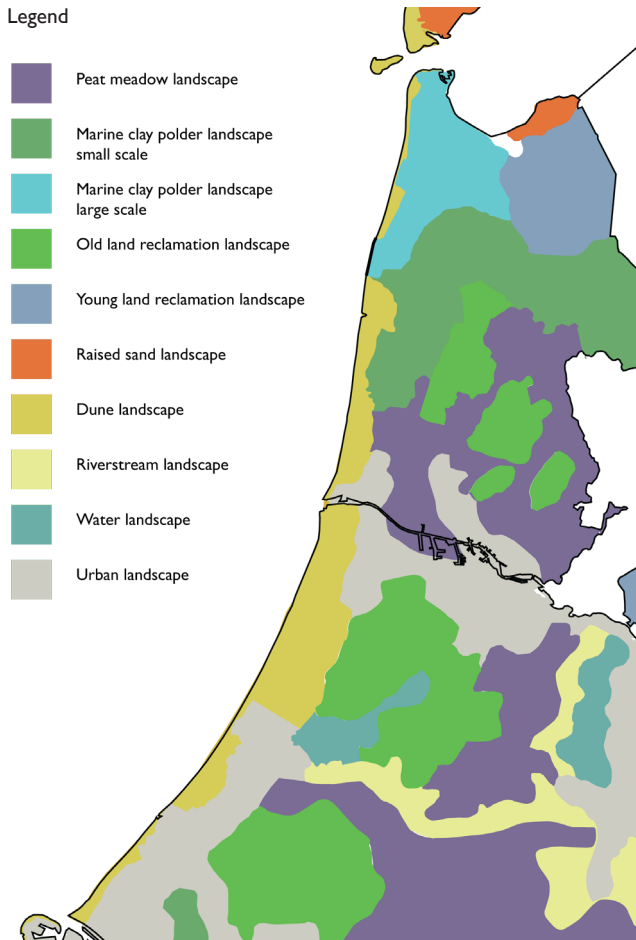 Legend
Peat meadow landscape
Marine clay polder landscape
small scale
Marine clay polder landscape
large scale
Old land reclamation landscape
Young land reclamation landscape
Raised sand landscape
Dune landscape
Riverstream landscape
Water landscape
Urban landscape